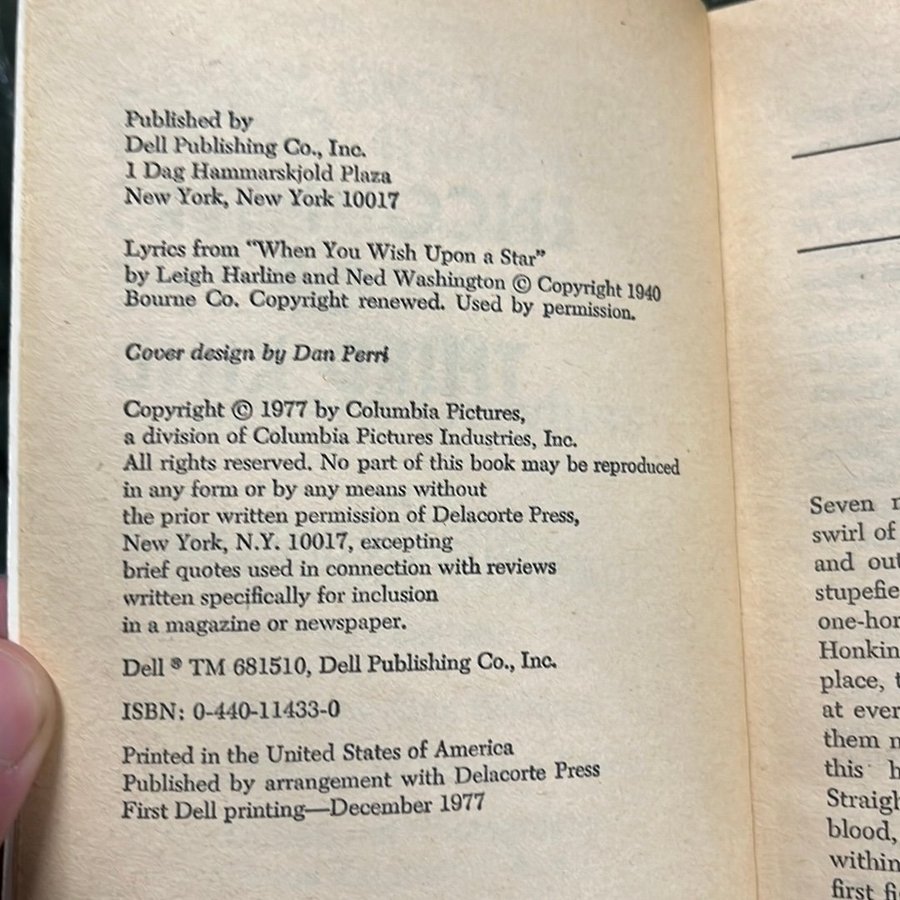 Published by
Dell Publishing Co., Inc.
1 Dag Hammarskjold Plaza
New York, New York 10017
Lyrics from "When You Wish Upon a Star"
by Leigh Harline and Ned Washington © Copyright 1940
Bourne Co. Copyright renewed. Used by permission.
Cover design by Dan Perri
Copyright © 1977 by Columbia Pictures,
a division of Columbia Pictures Industries, Inc.
All rights reserved. No part of this book may be reproduced
in any form or by any means without
the prior written permission of Delacorte Press,
New York, N.Y. 10017, excepting
brief quotes used in connection with reviews
written specifically for inclusion
in a magazine or newspaper.
Dell ® TM 681510, Dell Publishing Co., Inc.
ISBN: 0-440-11433-0
Printed in the United States of America
Published by arrangement with Delacorte Press
First Dell printing—December 1977
Seven
swirl of
and out
stupefie
one-hor
Honkin
place,
at ever
them
this
Straigh
blood,
within
first fi